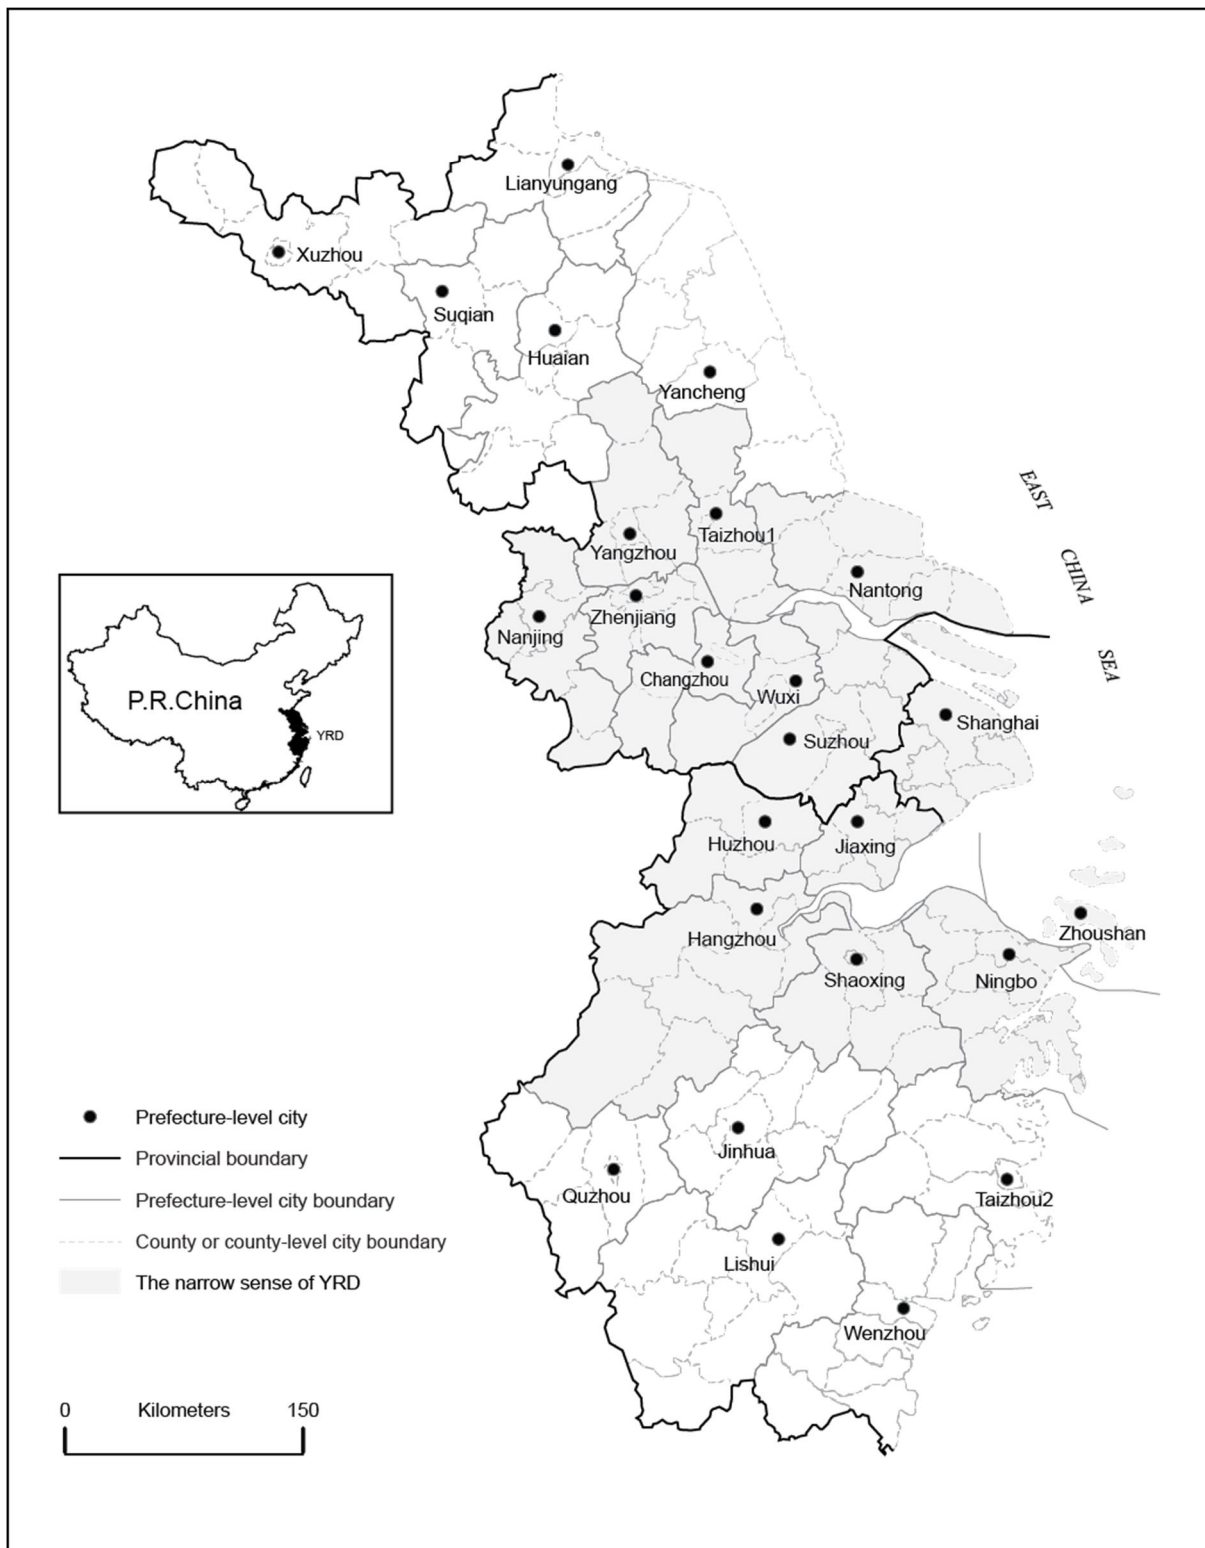 Lianyungang
Xuzhou
Suqian
Huaian
Yancheng
EAST
CHINA
SEA
Taizhou1
Yangzhou
Nantong
Zhenjiang
Nanjing
Changzhou
Wuxi
Shanghai
Suzhou
P.R.China
YRD
Huzhou
Jiaxing
Hangzhou
Zhoushan
Shaoxing
Ningbo
Jinhua
Quzhou
Taizhou2
Lishui
Wenzhou
Prefecture-level city
Provincial boundary
Prefecture-level city boundary
County or county-level city boundary
The narrow sense of YRD
0 Kilometers 150